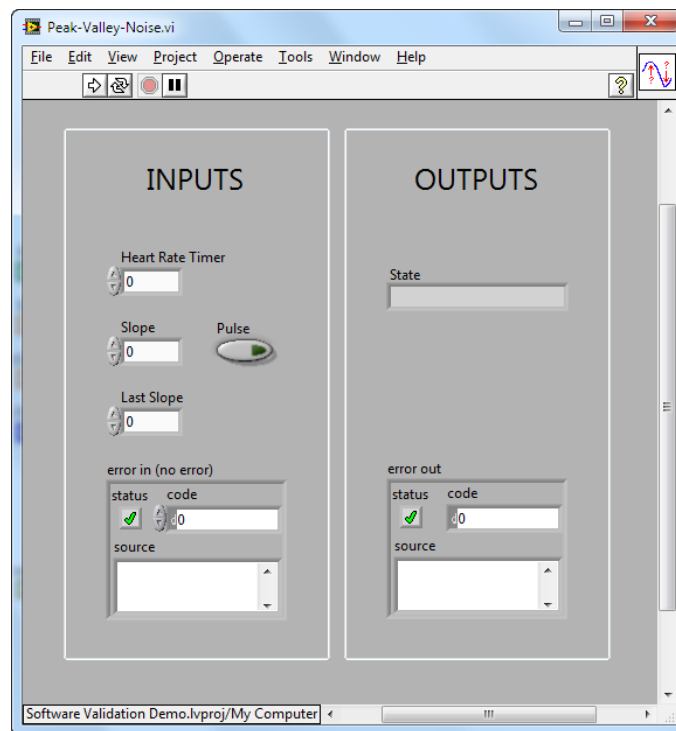 Peak-Valley-Noise.vi
File Edit View Project Operate Tools Window Help
INPUTS
Heart Rate Timer
0
Slope
0
Pulse
Last Slope
0
error in (no error)
status code
d0
source
OUTPUTS
State
error out
status code
d0
source
Software Validation Demo.lvproj/My Computer